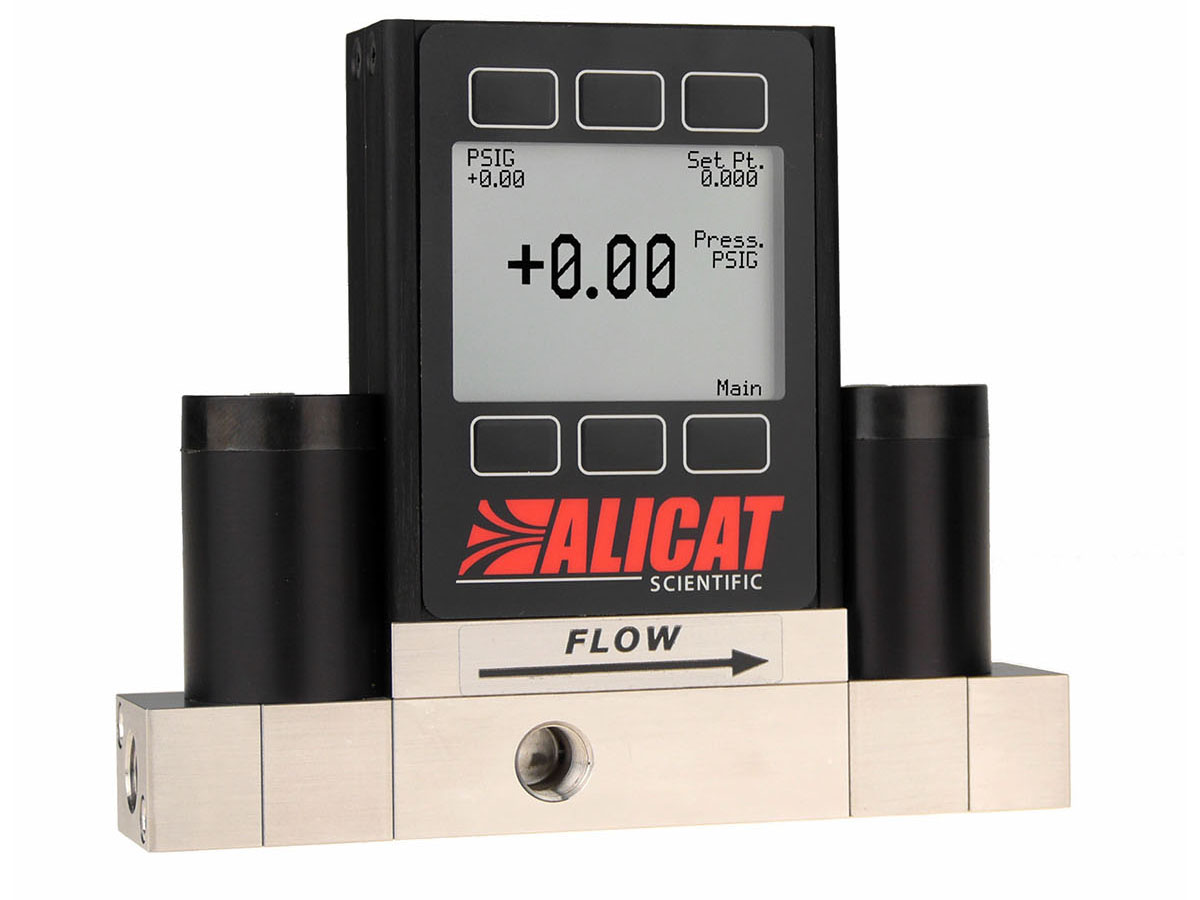 PSIG Set Pt.
+0.00 0.000
+0.00
Press.
PSIG
Main
ALICAT
SCIENTIFIC
FLOW